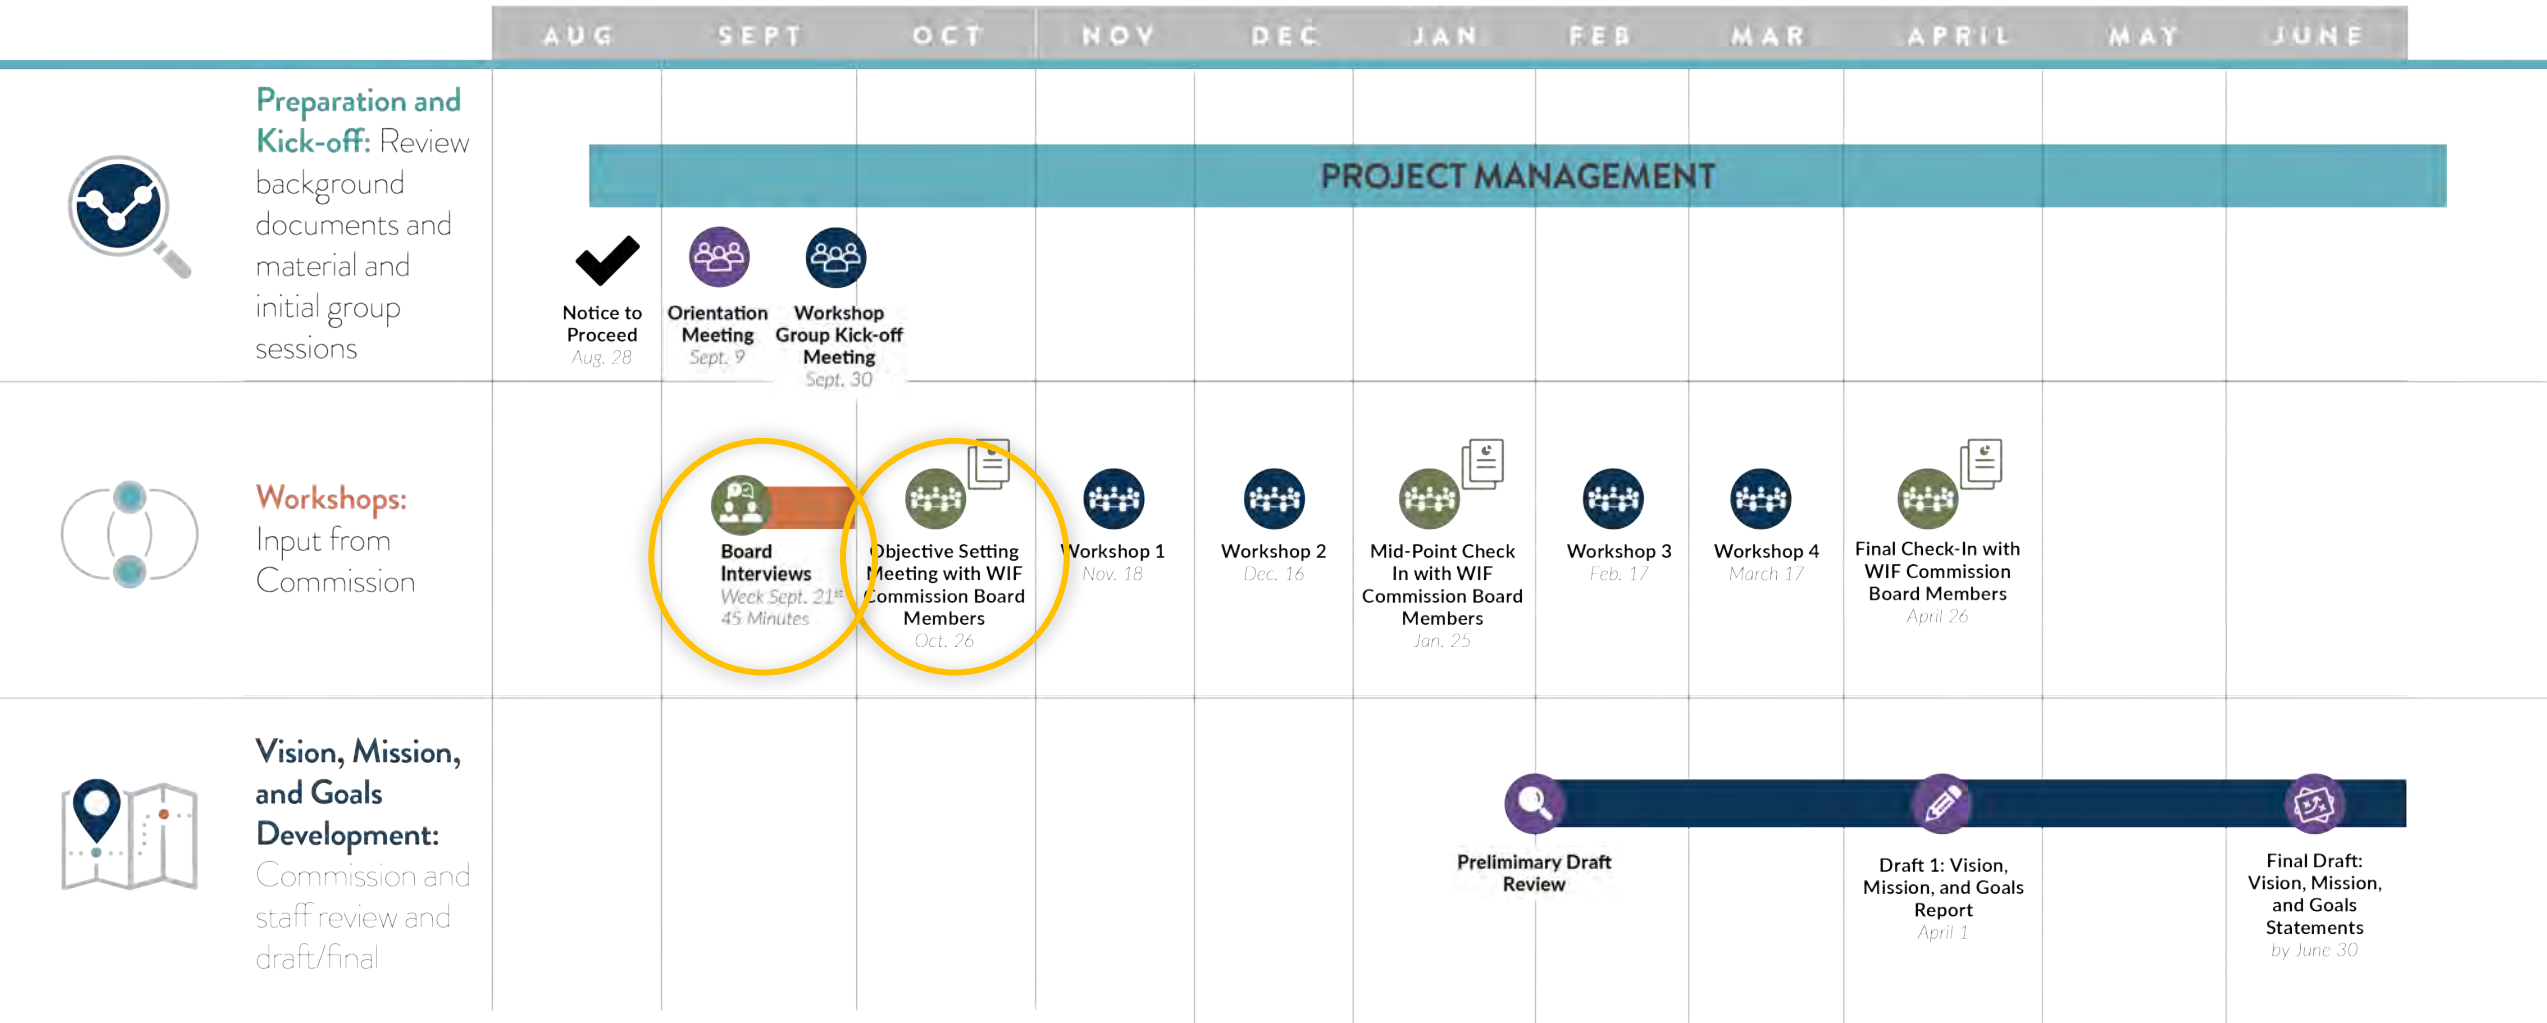 AUG SEPT OCT NOV DEC JAN FEB MAR APRIL MAY JUNE
Preparation and
Kick-off: Review
background
documents and
material and
initial group
sessions
PROJECT MANAGEMENT
Notice to
Proceed
Aug. 28
Orientation
Meeting
Sept. 9
Workshop
Group Kick-off
Meeting
Sept. 30
Workshops:
Input from
Commission
Board
Interviews
Week Sept. 21st
45 Minutes
Objective Setting
Meeting with WIF
Commission Board
Members
Oct. 26
Workshop 1
Nov. 18
Workshop 2
Dec. 16
Mid-Point Check
In with WIF
Commission Board
Members
Jan. 25
Workshop 3
Feb. 17
Workshop 4
March 17
Final Check-In with
WIF Commission
Board Members
April 26
Vision, Mission,
and Goals
Development:
Commission and
staff review and
draft/final
Prelimimary Draft
Review
Draft 1: Vision,
Mission, and Goals
Report
April 1
Final Draft:
Vision, Mission,
and Goals
Statements
by June 30